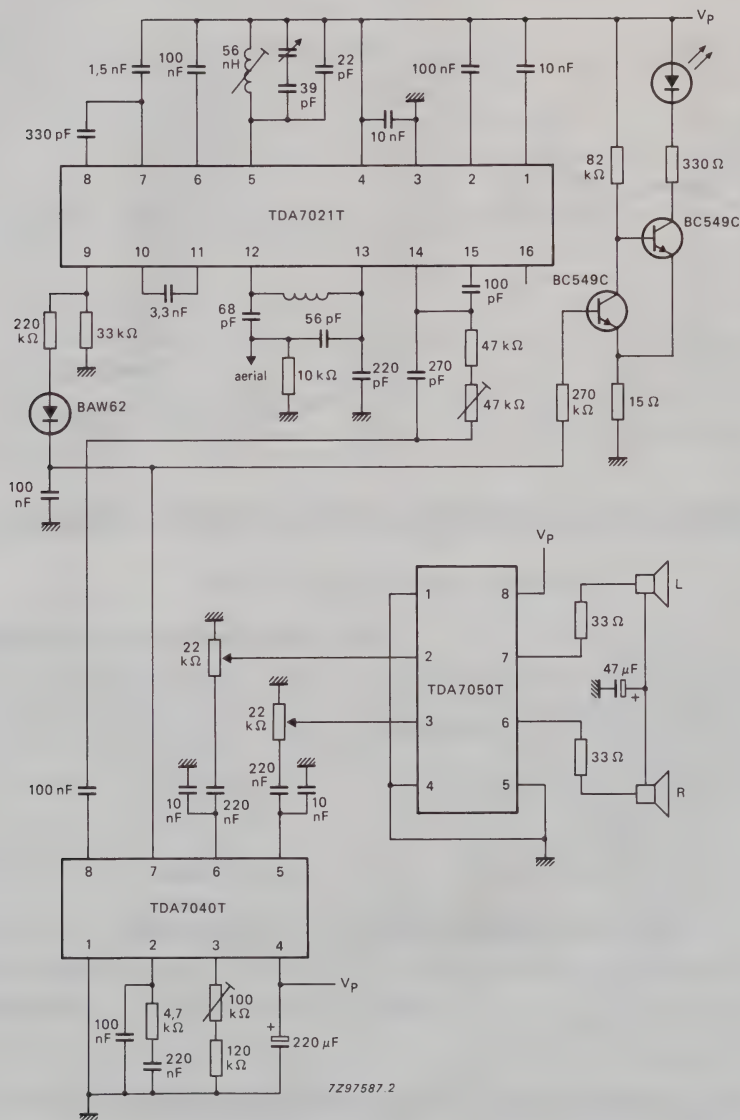 VP
1,5 nF
100
nF
56
nH
22
pF
39
pF
100 nF
10 nF
10 nF
330 pF
82
kΩ
330 Ω
8 7 6 5 4 3 2 1
TDA7021T
BC549C
9 10 11 12 13 14 15 16
BC549C
100
pF
3,3 nF
68
pF
56 pF
220
kΩ
33 kΩ
47 kΩ
aerial
10 kΩ
220
pF
270
pF
47 kΩ
270
kΩ
15 Ω
BAW62
100
nF
VP
1 8
L
33 Ω
22
kΩ
2 7
47 µF
+
TDA7050T
22
kΩ
3 6
33 Ω
220
nF
100 nF
10
nF
220
nF
10
nF
4 5
R
8 7 6 5
TDA7040T
1 2 3 4
VP
100
nF
4,7
kΩ
100
kΩ
+
220 µF
220
nF
120
kΩ
7Z97587.2